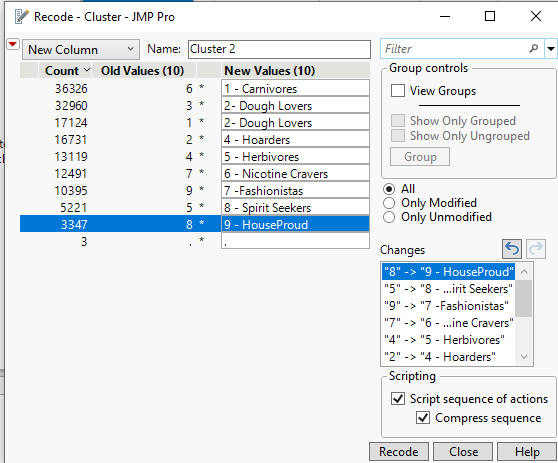 Recode - Cluster - JMP Pro
New Column Name: Cluster 2
Count Old Values (10) New Values (10)
36326 6 * 1 - Carnivores
32960 3 * 2- Dough Lovers
17124 1 * 2- Dough Lovers
16731 2 * 4 - Hoarders
13119 4 * 5 - Herbivores
12491 7 * 6 - Nicotine Cravers
10395 9 * 7 -Fashionistas
5221 5 * 8 - Spirit Seekers
3347 8 * 9 - HouseProud
3 . * .
Filter
Group controls
View Groups
Show Only Grouped
Show Only Ungrouped
Group
All
Only Modified
Only Unmodified
Changes
"8" -> "9 - HouseProud"
"5" -> "8 - ...irit Seekers"
"9" -> "7 -Fashionistas"
"7" -> "6 - ...ine Cravers"
"4" -> "5 - Herbivores"
"2" -> "4 - Hoarders"
Scripting
Script sequence of actions
Compress sequence
Recode Close Help